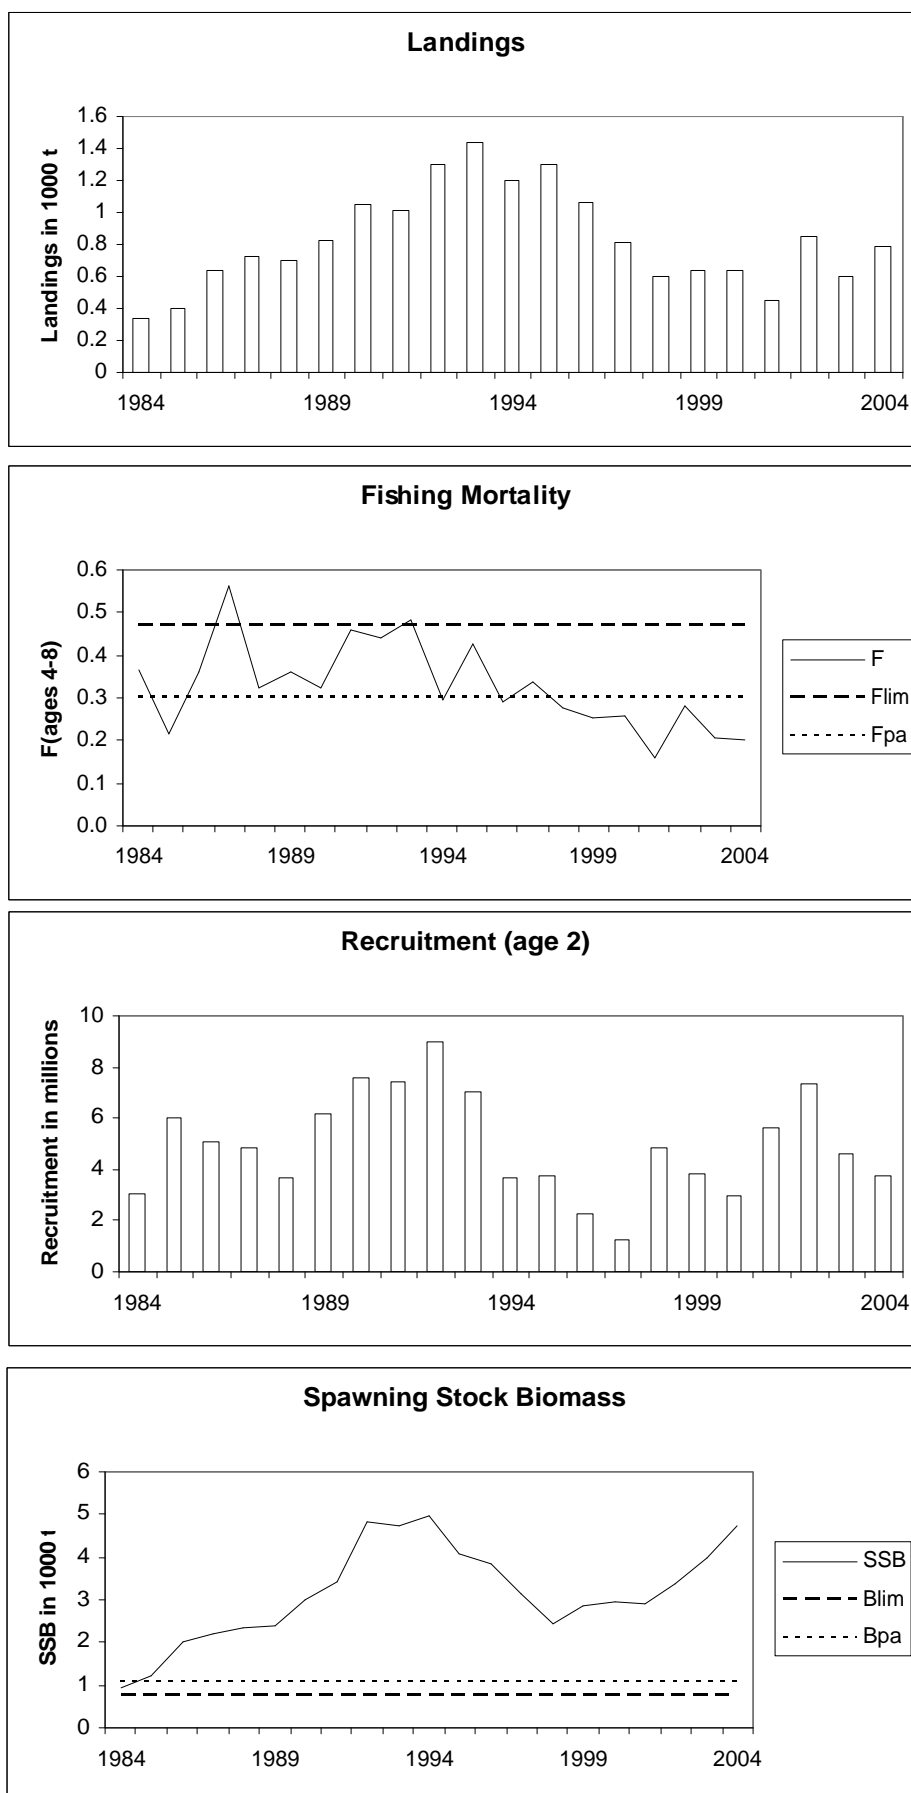 Landings
Landings in 1000 t
1.6
1.4
1.2
1
0.8
0.6
0.4
0.2
0
1984 1989 1994 1999 2004
Fishing Mortality
F(ages 4-8)
0.6
0.5
0.4
0.3
0.2
0.1
0.0
1984 1989 1994 1999 2004
F
Flim
Fpa
Recruitment (age 2)
Recruitment in millions
10
8
6
4
2
0
1984 1989 1994 1999 2004
Spawning Stock Biomass
SSB in 1000 t
6
5
4
3
2
1
0
1984 1989 1994 1999 2004
SSB
Blim
Bpa